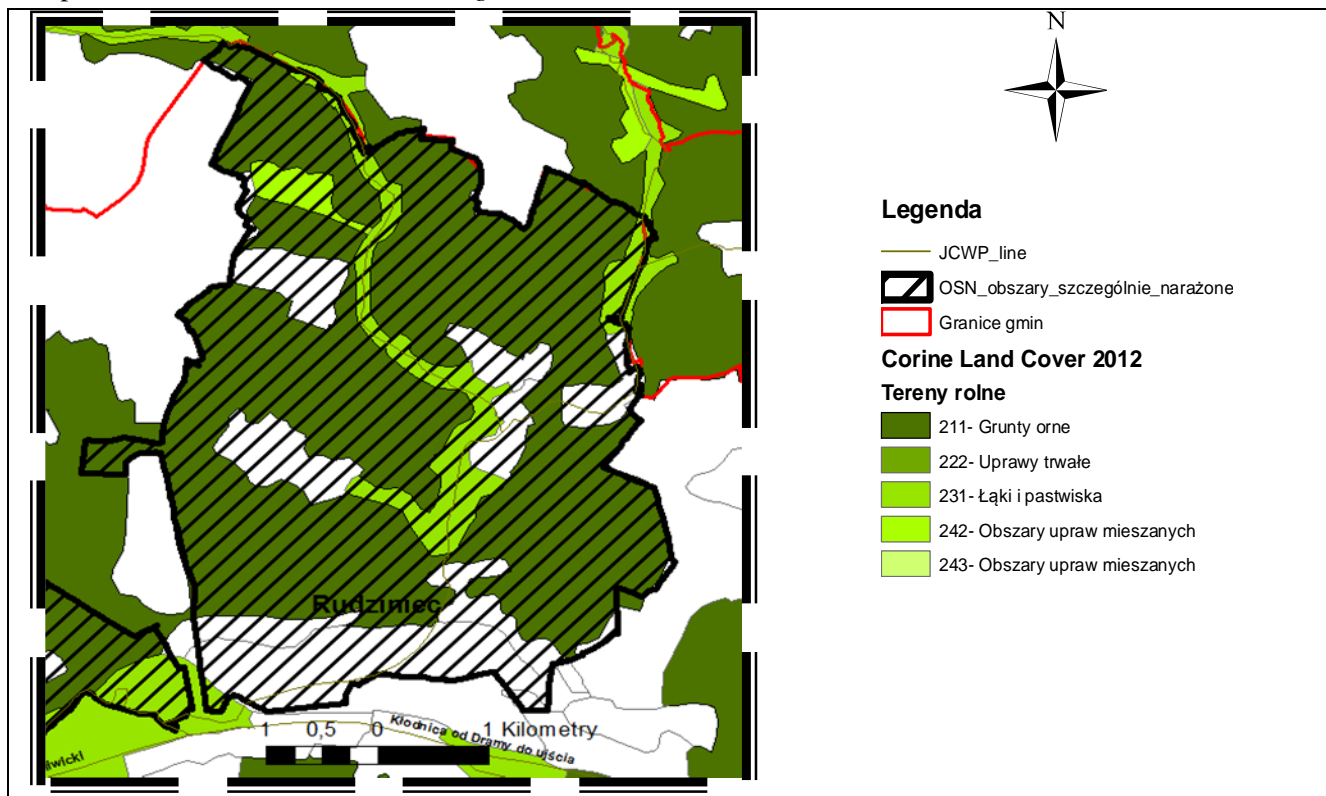 N
Legenda
JCWP_line
OSN_obszary_szczególnie_narażone
Granice gmin
Corine Land Cover 2012
Tereny rolne
211- Grunty orne
222- Uprawy trwałe
231- Łąki i pastwiska
242- Obszary upraw mieszanych
243- Obszary upraw mieszanych
Rudziniec
1 0,5 0 1 Kilometry
Kłodnica od Dramy do ujścia